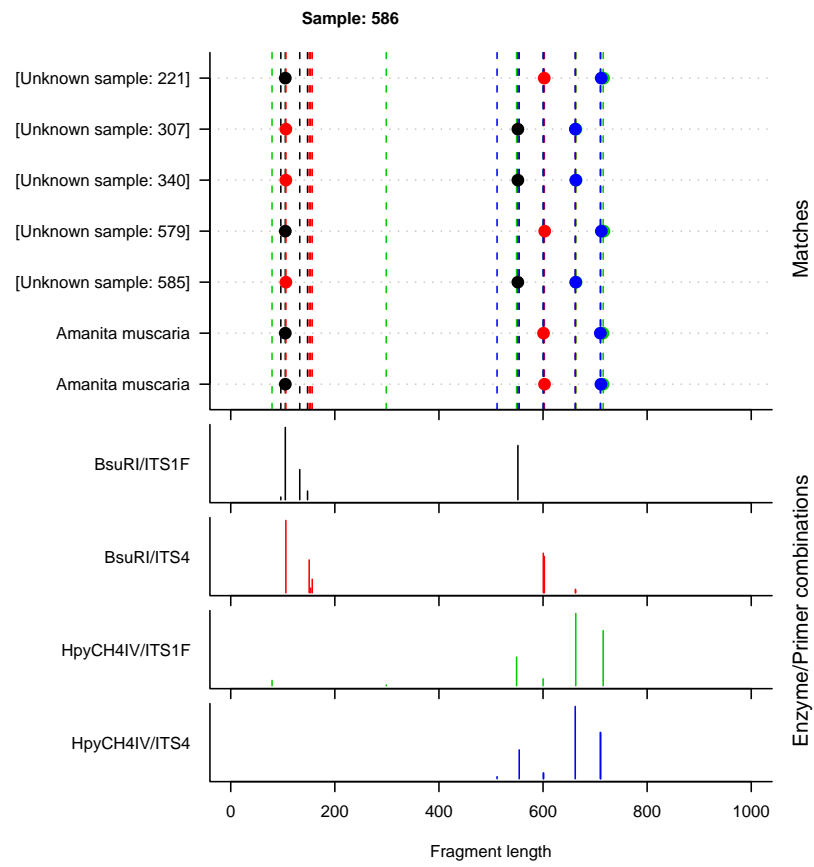 Sample: 586
[Unknown sample: 221]
[Unknown sample: 307]
[Unknown sample: 340]
[Unknown sample: 579]
[Unknown sample: 585]
Amanita muscaria
Amanita muscaria
Matches
BsuRI/ITS1F
BsuRI/ITS4
HpyCH4IV/ITS1F
HpyCH4IV/ITS4
Enzyme/Primer combinations
0 200 400 600 800 1000
Fragment length